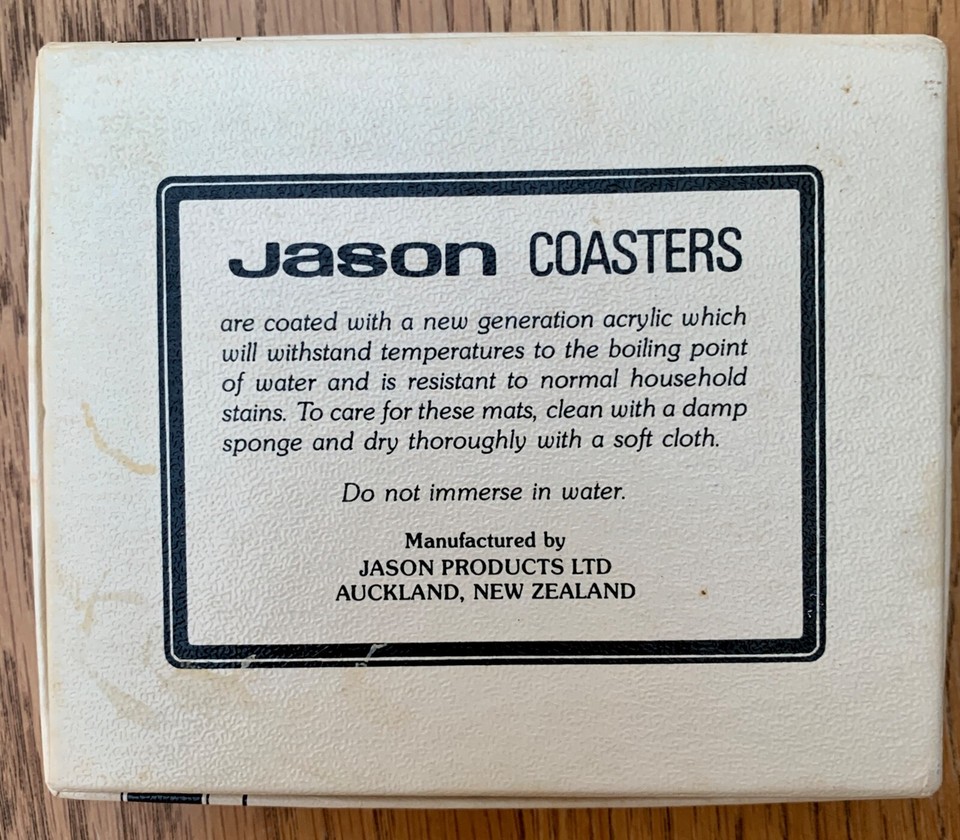 Jason COASTERS
are coated with a new generation acrylic which
will withstand temperatures to the boiling point
of water and is resistant to normal household
stains. To care for these mats, clean with a damp
sponge and dry thoroughly with a soft cloth.
Do not immerse in water.
Manufactured by
JASON PRODUCTS LTD
AUCKLAND, NEW ZEALAND